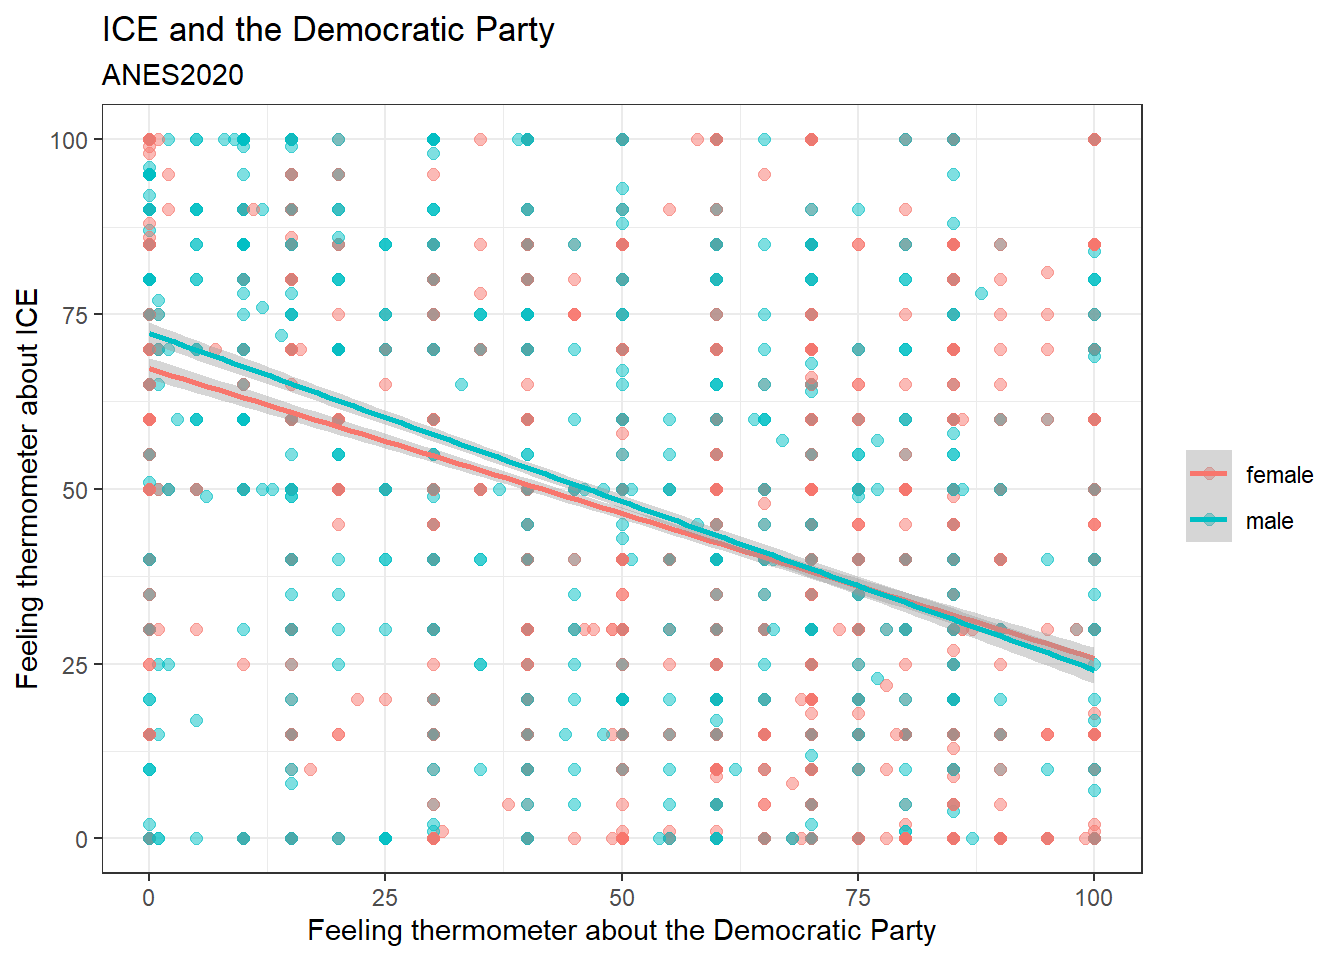 ICE and the Democratic Party
ANES2020
Feeling thermometer about ICE
100
75
50
25
0
0 25 50 75 100
Feeling thermometer about the Democratic Party
female
male